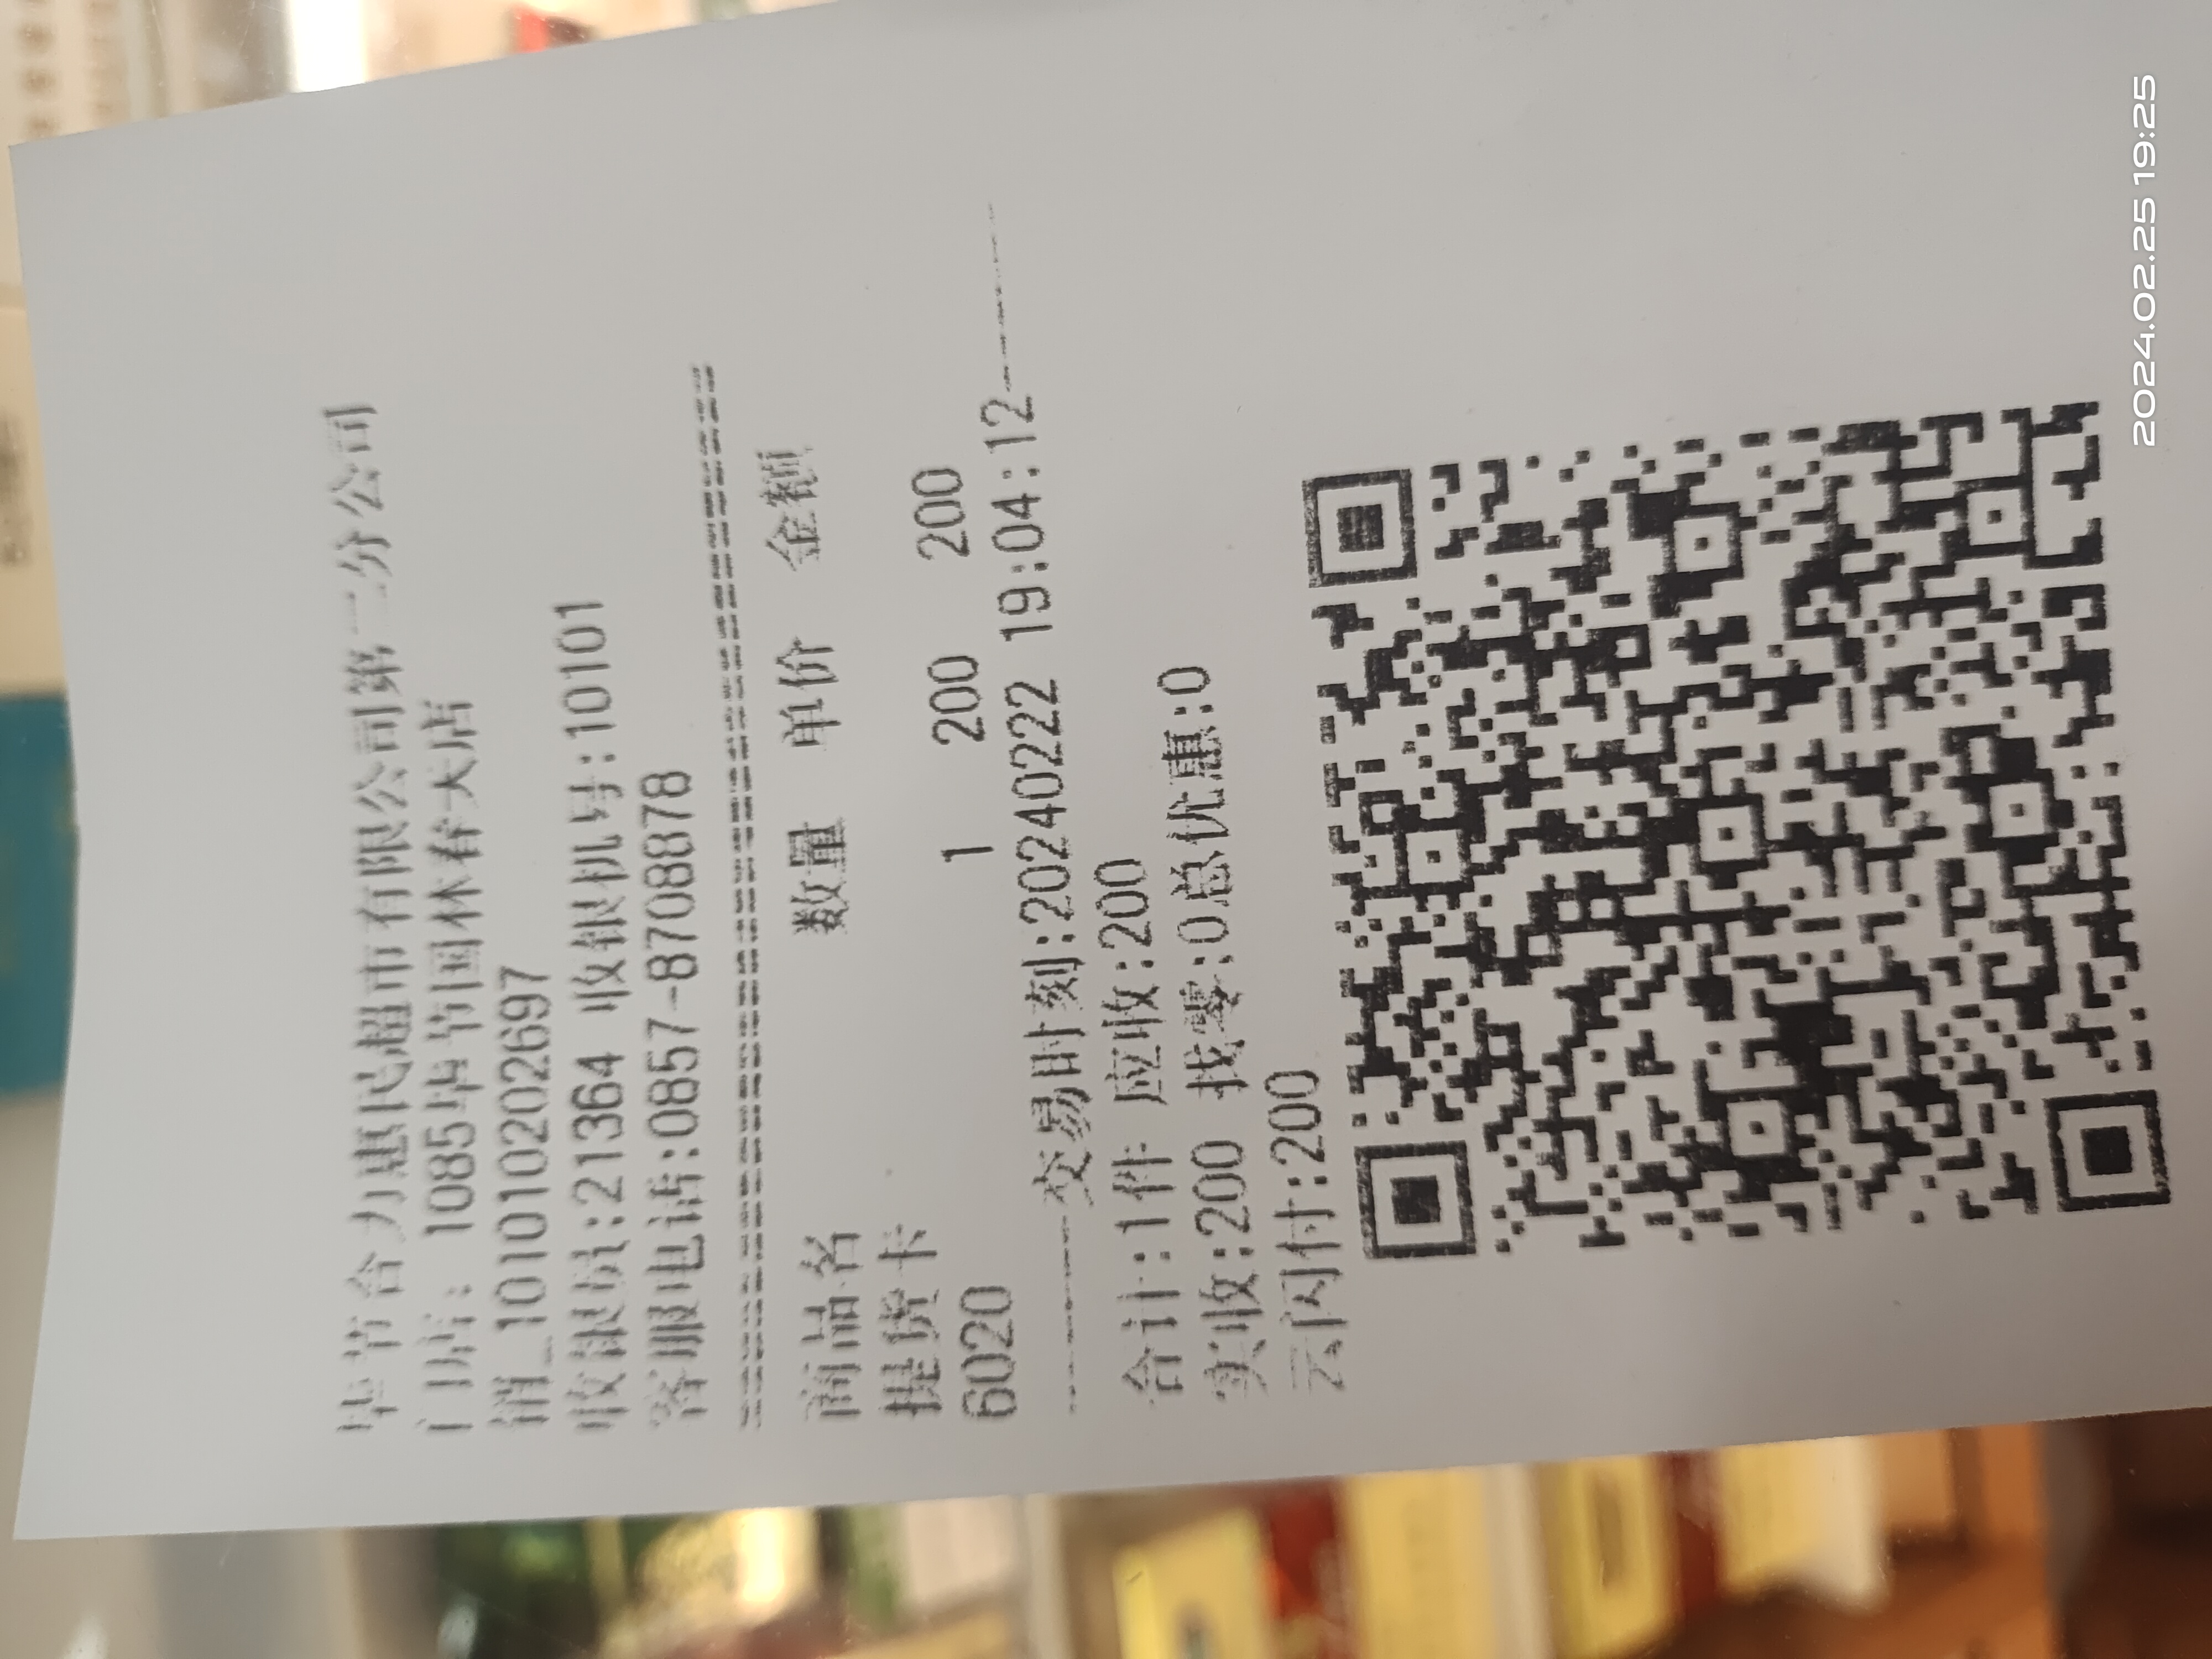 毕节合力惠民超市有限公司第二分公司
门店: 1085毕节国林春天店
销_101010202697
收银员:21364 收银机号:10101
客服电话:0857-8708878
商品名 数量 单价 金额
提货卡
6020 1 200 200
交易时刻:20240222 19:04:12
合计:1件 应收:200
实收:200 找零:0总优惠:0
云闪付:200
2024.02.25 19:25